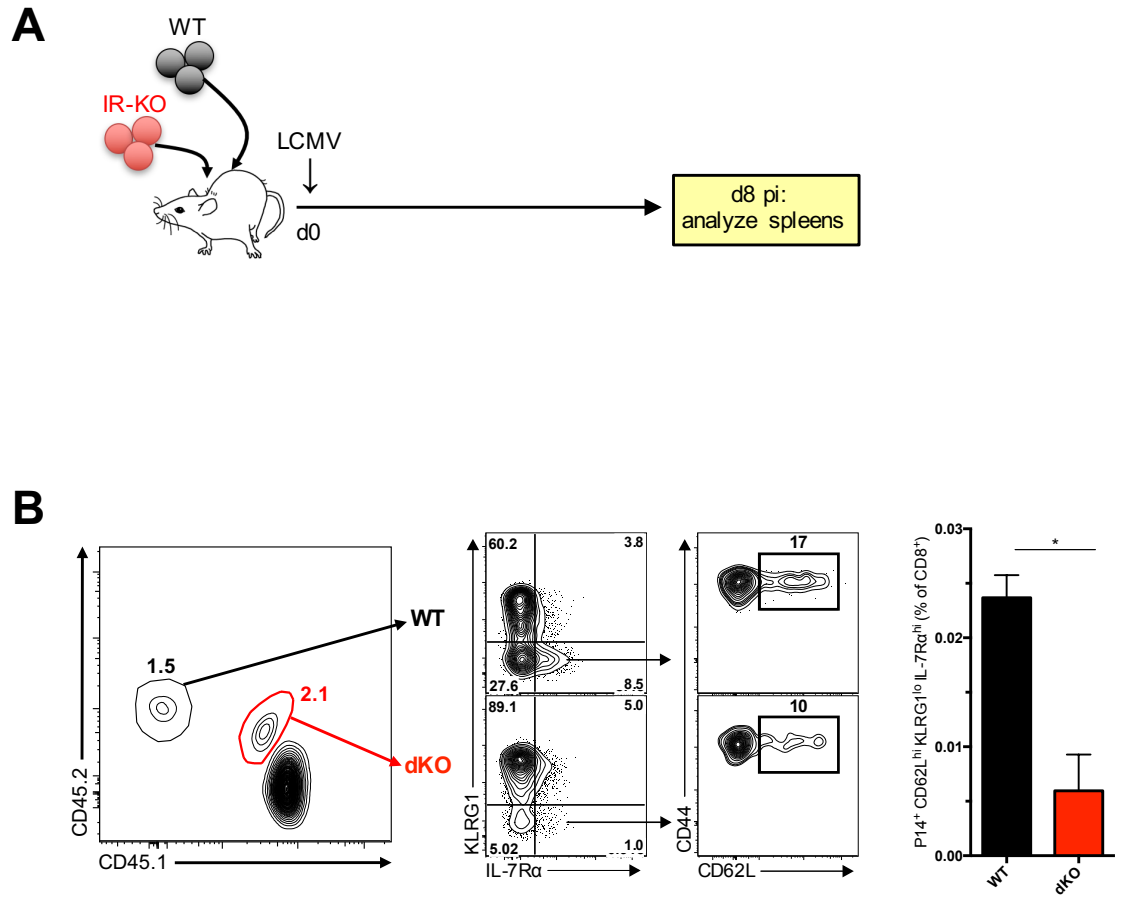 A
WT
IR-KO
LCMV
d0
d8 pi:
analyze spleens
B
CD45.2
CD45.1
1.5
2.1
WT
dKO
60.2
3.8
27.6
8.5
89.1
5.0
5.02
1.0
KLRG1
IL-7Rα
17
10
CD44
CD62L
P14⁺ CD62Lʰⁱ KLRG1ˡᵒ IL-7Rαʰⁱ (% of CD8⁺)
0.03
0.02
0.01
0.00
*
WT
dKO